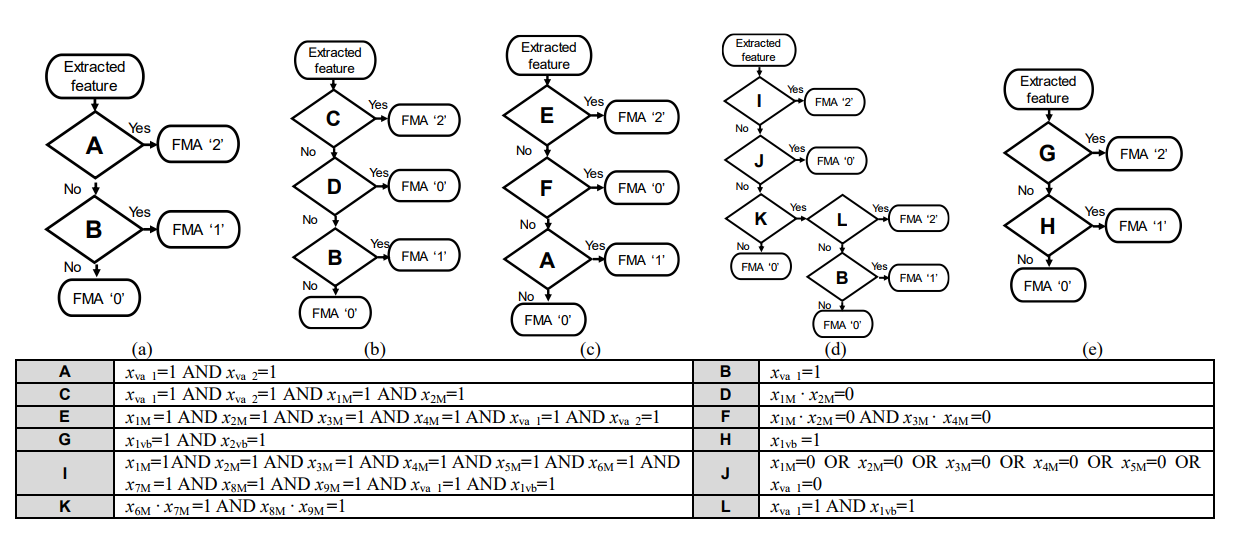 Extracted
feature
A
Yes
FMA ‘2’
No
B
Yes
FMA ‘1’
No
FMA ‘0’
(a)
Extracted
feature
C
Yes
FMA ‘2’
No
D
Yes
FMA ‘0’
No
B
Yes
FMA ‘1’
No
FMA ‘0’
(b)
Extracted
feature
E
Yes
FMA ‘2’
No
F
Yes
FMA ‘0’
No
A
Yes
FMA ‘1’
No
FMA ‘0’
(c)
Extracted
feature
I
Yes
FMA ‘2’
No
J
Yes
FMA ‘0’
No
K
Yes
L
Yes
FMA ‘2’
No
FMA ‘0’
No
B
Yes
FMA ‘1’
No
FMA ‘0’
(d)
Extracted
feature
G
Yes
FMA ‘2’
No
H
Yes
FMA ‘1’
No
FMA ‘0’
(e)
A xva_1=1 AND xva_2=1 B xva_1=1
C xva_1=1 AND xva_2=1 AND x1M=1 AND x2M=1 D x1M · x2M=0
E x1M=1 AND x2M=1 AND x3M=1 AND x4M=1 AND xva_1=1 AND xva_2=1 F x1M · x2M=0 AND x3M · x4M=0
G x1vb=1 AND x2vb=1 H x1vb =1
I x1M=1AND x2M=1 AND x3M =1 AND x4M=1 AND x5M=1 AND x6M =1 AND
x7M =1 AND x8M=1 AND x9M=1 AND xva_1=1 AND x1vb=1
J x1M=0 OR x2M=0 OR x3M=0 OR x4M=0 OR x5M=0 OR
xva_1=0
K x6M · x7M =1 AND x8M · x9M=1 L xva_1=1 AND x1vb=1